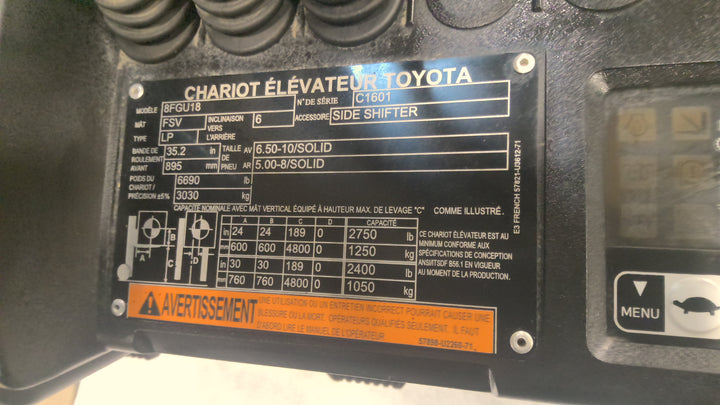 CHARIOT ÉLÉVATEUR TOYOTA
MODÈLE 8FGU18 N° DE SÉRIE C1601
MÂT FSV INCLINAISON VERS L'ARRIÈRE 6 ACCESSOIRE SIDE SHIFTER
TYPE LP
BANDE DE ROULEMENT AVANT 35.2 in TAILLE DE PNEU AV 6.50-10/SOLID
895 mm AR 5.00-8/SOLID
POIDS DU CHARIOT / PRÉCISION ±5% 6690 lb
3030 kg
CAPACITÉ NOMINALE AVEC MÂT VERTICAL ÉQUIPÉ À HAUTEUR MAX. DE LEVAGE "C" COMME ILLUSTRÉ.
A B C D CAPACITÉ
in 24 24 189 0 2750 lb
mm 600 600 4800 0 1250 kg
in 30 30 189 0 2400 lb
mm 760 760 4800 0 1050 kg
A B C D
CE CHARIOT ÉLÉVATEUR EST AU
MINIMUM CONFORME AUX
SPÉCIFICATIONS DE CONCEPTION
ANSI/ITSDF B56.1 EN VIGUEUR
AU MOMENT DE LA PRODUCTION.
E3 FRENCH 57821-U3612-71
AVERTISSEMENT
UNE UTILISATION OU UN ENTRETIEN INCORRECT POURRAIT CAUSER UNE
BLESSURE OU LA MORT. OPÉRATEURS QUALIFIÉS SEULEMENT. IL FAUT
D'ABORD LIRE LE MANUEL DE L'OPÉRATEUR.
57898-U2260-71
MENU